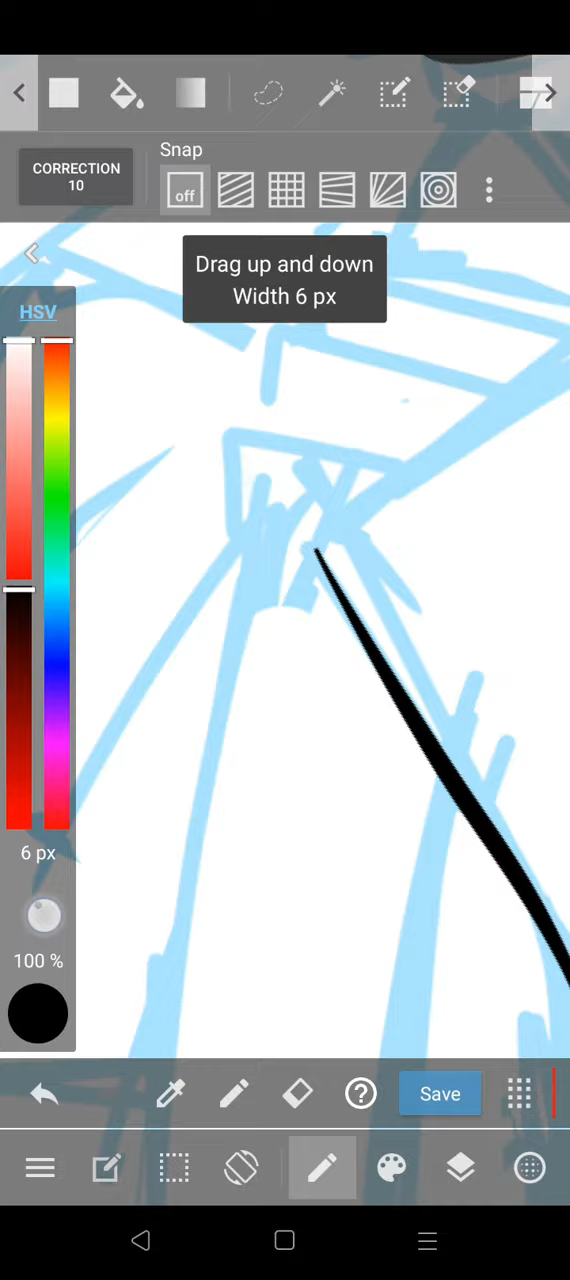 Snap
CORRECTION
10
off
Drag up and down
Width 6 px
HSV
6 px
100 %
Save